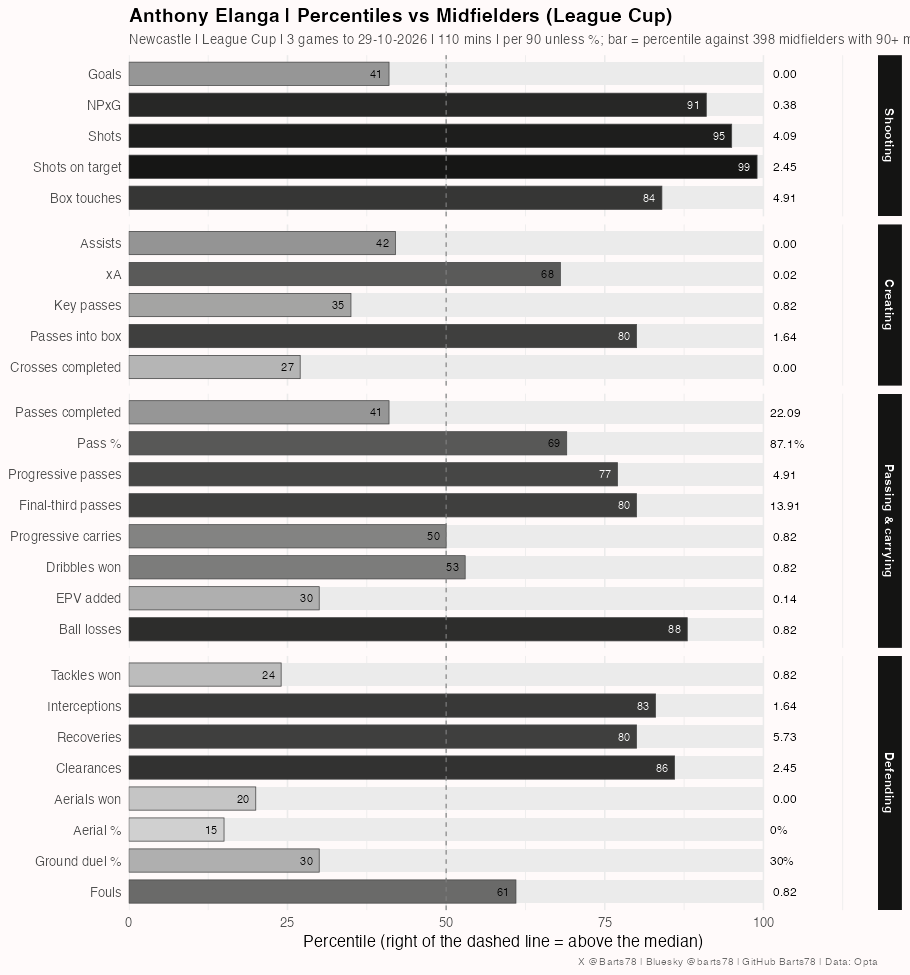 Anthony Elanga | Percentiles vs Midfielders (League Cup)
Newcastle | League Cup | 3 games to 29-10-2026 | 110 mins | per 90 unless %; bar = percentile against 398 midfielders with 90+ m
Shooting
Goals 41 0.00
NPxG 91 0.38
Shots 95 4.09
Shots on target 99 2.45
Box touches 84 4.91
Creating
Assists 42 0.00
xA 68 0.02
Key passes 35 0.82
Passes into box 80 1.64
Crosses completed 27 0.00
Passing & carrying
Passes completed 41 22.09
Pass % 69 87.1%
Progressive passes 77 4.91
Final-third passes 80 13.91
Progressive carries 50 0.82
Dribbles won 53 0.82
EPV added 30 0.14
Ball losses 88 0.82
Defending
Tackles won 24 0.82
Interceptions 83 1.64
Recoveries 80 5.73
Clearances 86 2.45
Aerials won 20 0.00
Aerial % 15 0%
Ground duel % 30 30%
Fouls 61 0.82
0 25 50 75 100
Percentile (right of the dashed line = above the median)
X @Barts78 | Bluesky @barts78 | GitHub Barts78 | Data: Opta